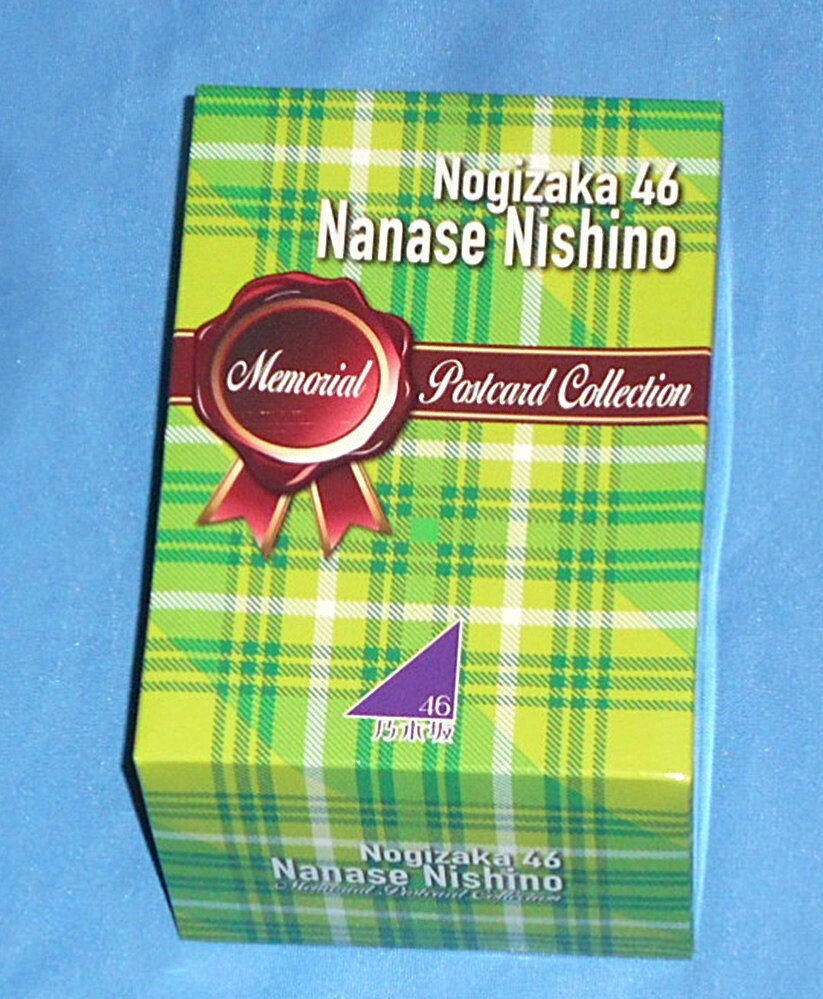 Nogizaka 46
Nanase Nishino
Memorial Postcard Collection
46
乃木坂
Nogizaka 46
Nanase Nishino
Memorial Postcard Collection